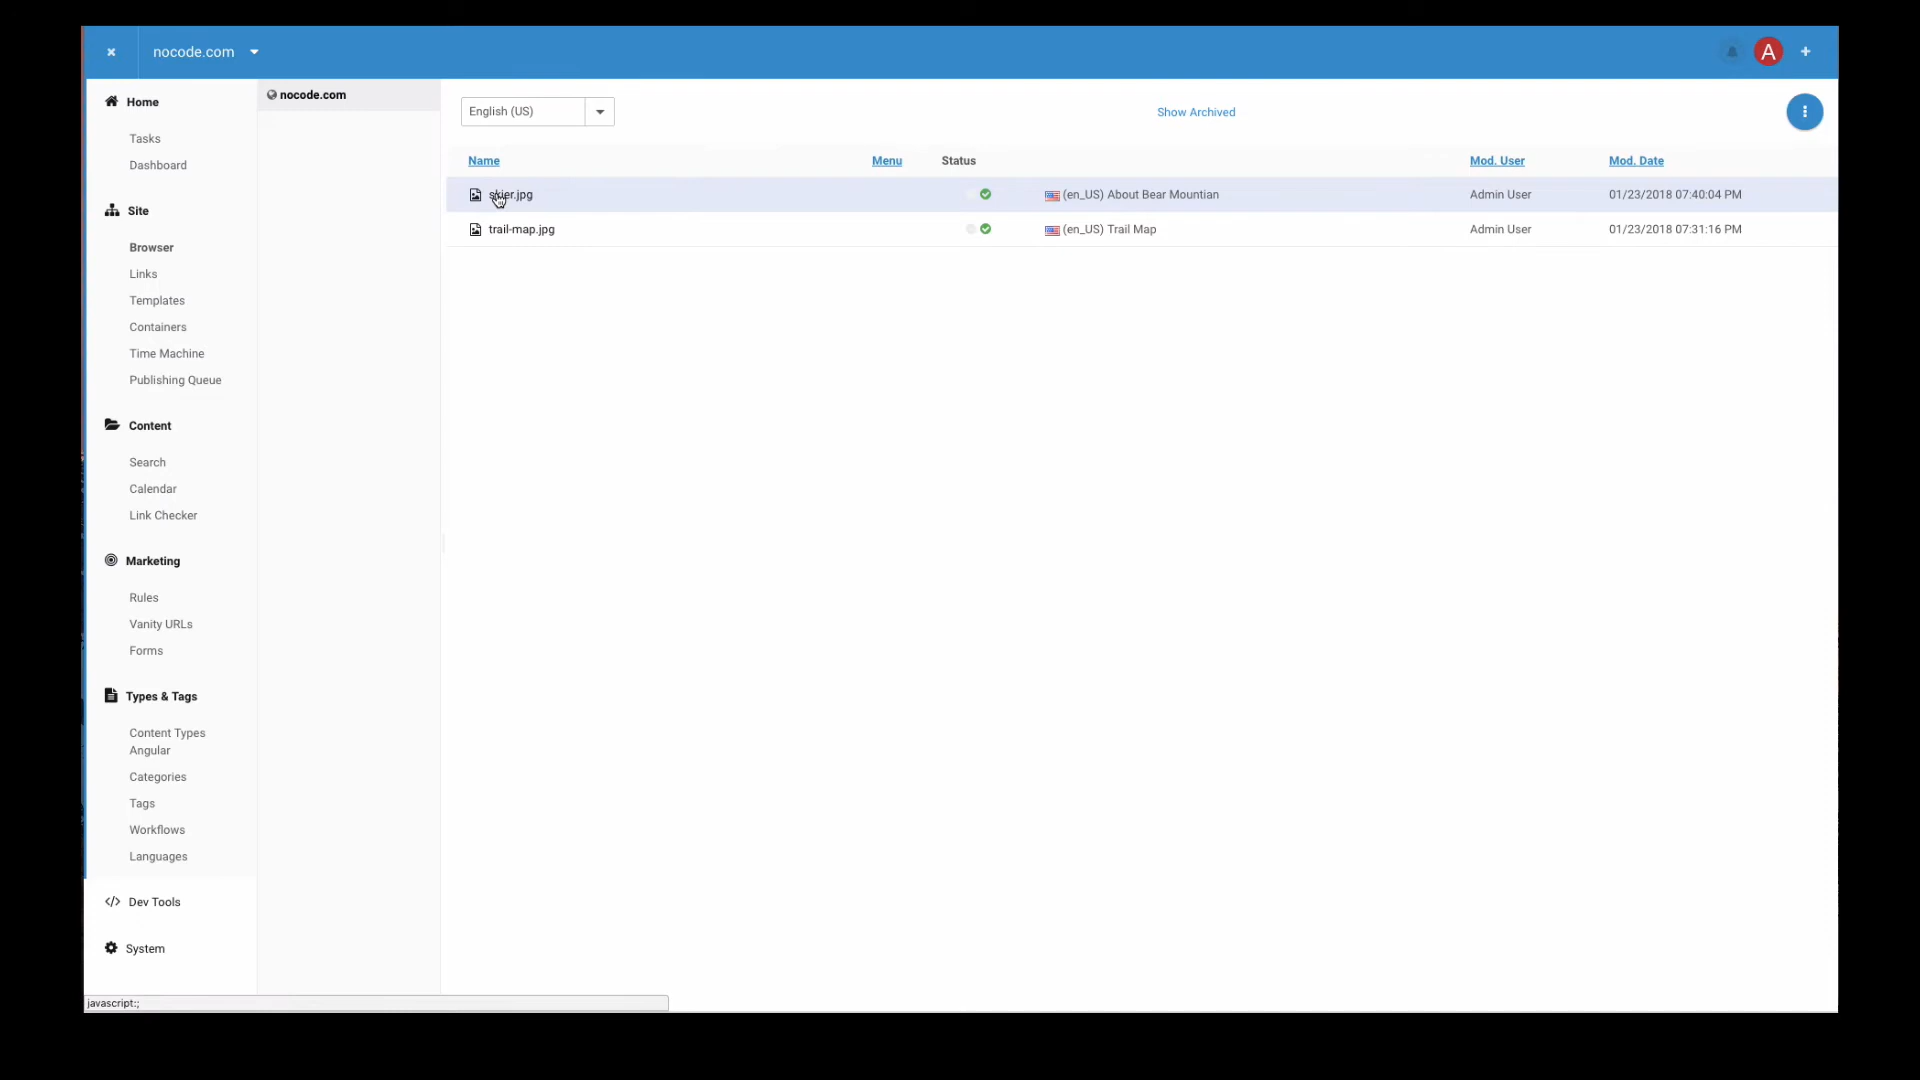 nocode.com
A
+
Home
Tasks
Dashboard
Site
Browser
Links
Templates
Containers
Time Machine
Publishing Queue
Content
Search
Calendar
Link Checker
Marketing
Rules
Vanity URLs
Forms
Types & Tags
Content Types
Angular
Categories
Tags
Workflows
Languages
</> Dev Tools
System
nocode.com
English (US) Show Archived
Name Menu Status Mod. User Mod. Date
skier.jpg (en_US) About Bear Mountian Admin User 01/23/2018 07:40:04 PM
trail-map.jpg (en_US) Trail Map Admin User 01/23/2018 07:31:16 PM
javascript:;